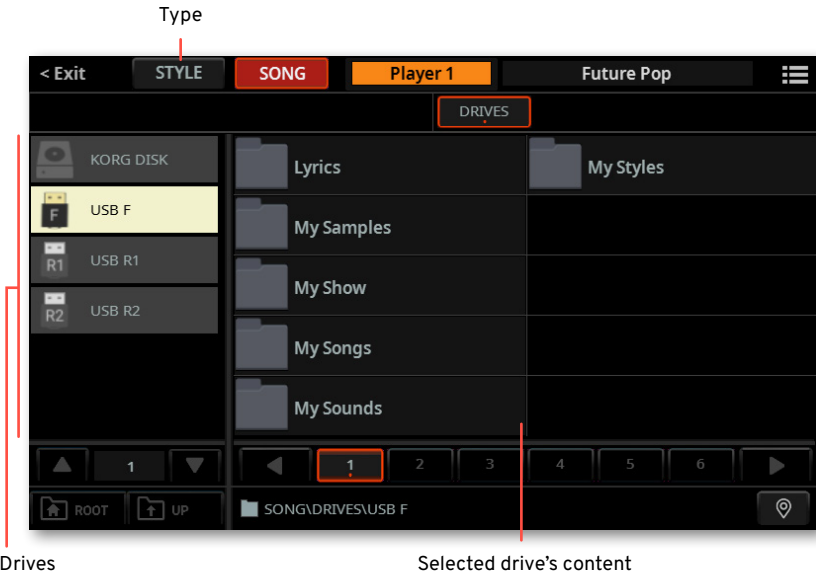 Type
< Exit STYLE SONG Player 1 Future Pop
DRIVES
KORG DISK
F USB F
R1 USB R1
R2 USB R2
Lyrics My Styles
My Samples
My Show
My Songs
My Sounds
1 1 2 3 4 5 6
ROOT UP SONG\DRIVES\USB F
Drives Selected drive’s content